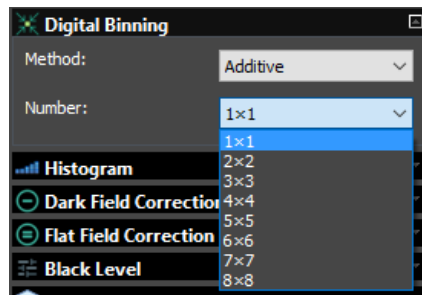 Digital Binning
Method:
Additive
Number:
1×1
1×1
2×2
3×3
4×4
5×5
6×6
7×7
8×8
Histogram
Dark Field Correction
Flat Field Correction
Black Level